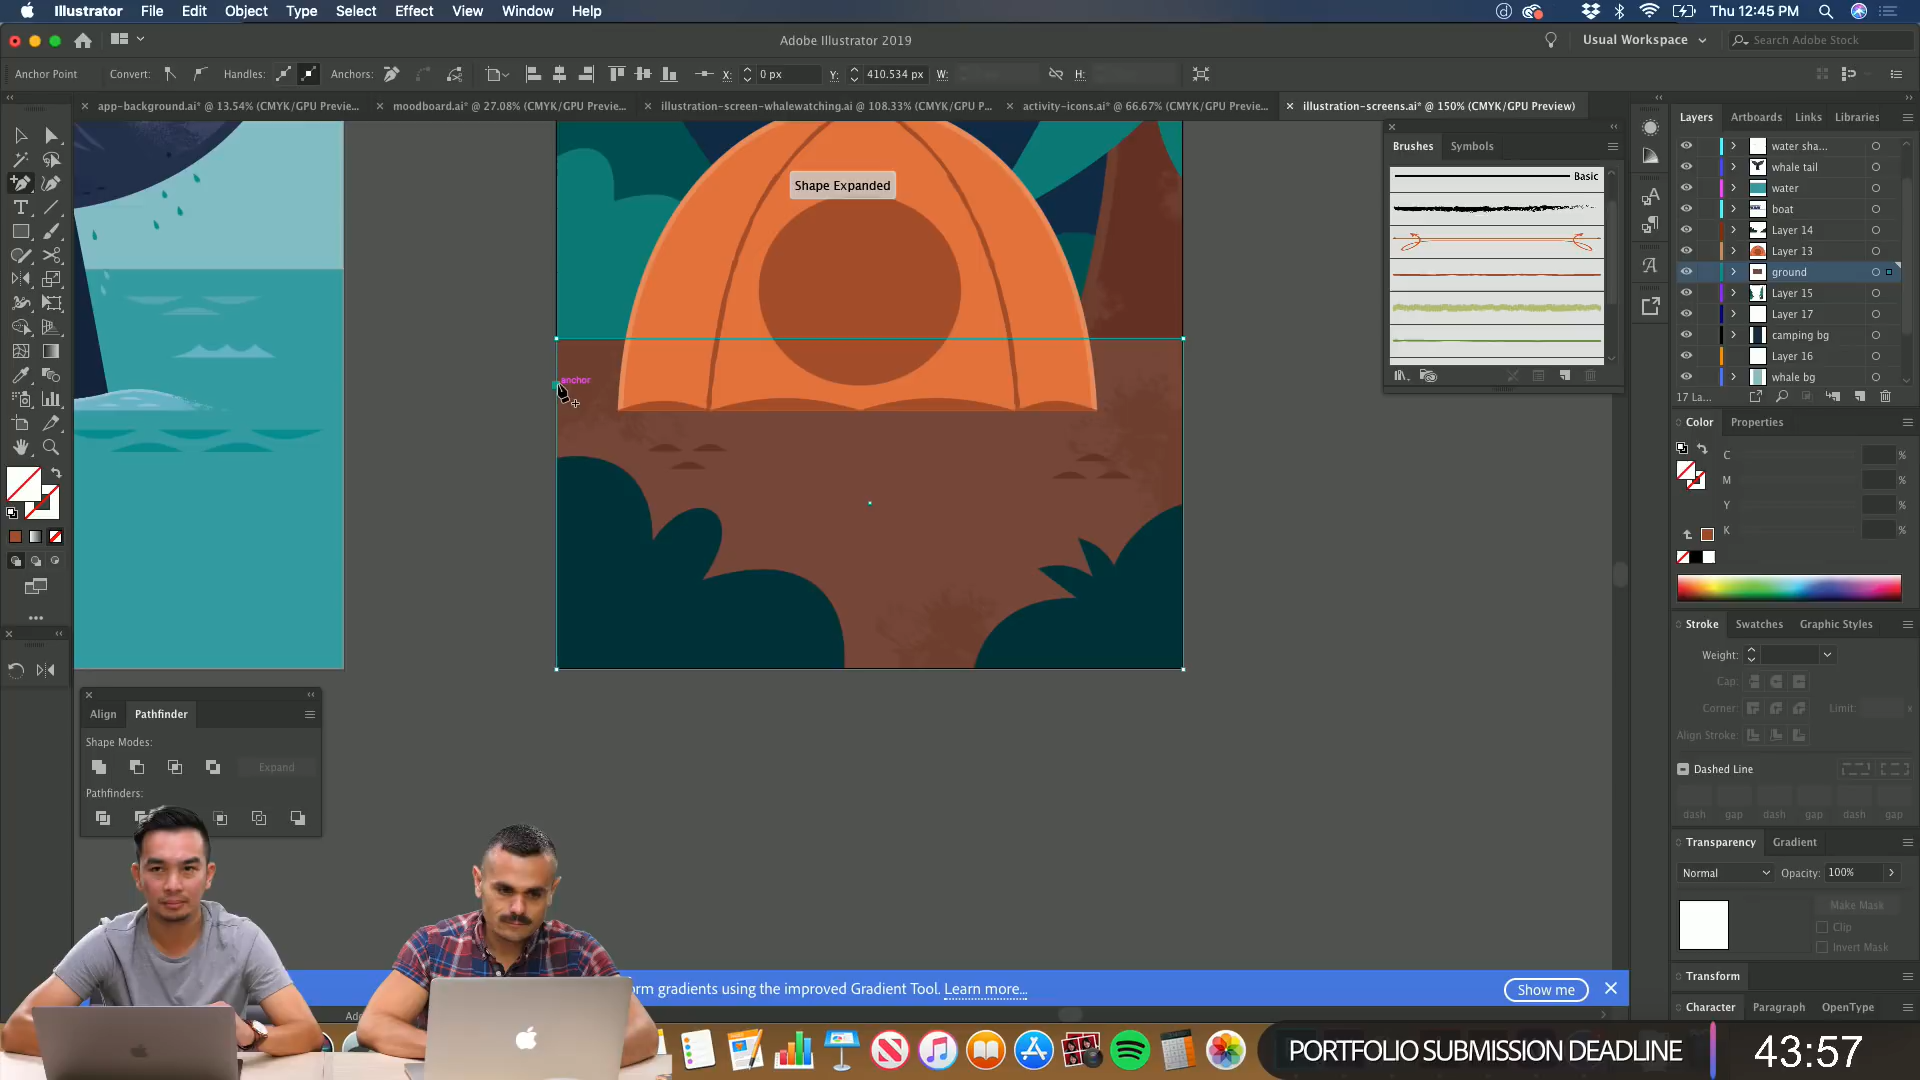 Illustrator File Edit Object Type Select Effect View Window Help
Thu 12:45 PM
Adobe Illustrator 2019
Usual Workspace
Search Adobe Stock
Anchor Point Convert: Handles: Anchors: X: 0 px Y: 410.534 px W: H:
app-background.ai* @ 13.54% (CMYK/GPU Previe...
moodboard.ai* @ 27.08% (CMYK/GPU Previe...
illustration-screen-whalewatching.ai @ 108.33% (CMYK/GPU P...
activity-icons.ai* @ 66.67% (CMYK/GPU Previe...
illustration-screens.ai* @ 150% (CMYK/GPU Preview)
Shape Expanded
anchor
Brushes Symbols
Basic
Layers Artboards Links Libraries
water sha...
whale tail
water
boat
Layer 14
Layer 13
ground
Layer 15
Layer 17
camping bg
Layer 16
whale bg
17 La...
Color Properties
C %
M %
Y %
K %
Stroke Swatches Graphic Styles
Weight:
Cap:
Corner: Limit: x
Align Stroke:
Dashed Line
dash gap dash gap dash gap
Transparency Gradient
Normal Opacity: 100%
Make Mask
Clip
Invert Mask
Transform
Character Paragraph OpenType
Align Pathfinder
Shape Modes:
Expand
Pathfinders:
orm gradients using the improved Gradient Tool. Learn more...
Show me
PORTFOLIO SUBMISSION DEADLINE
43:57